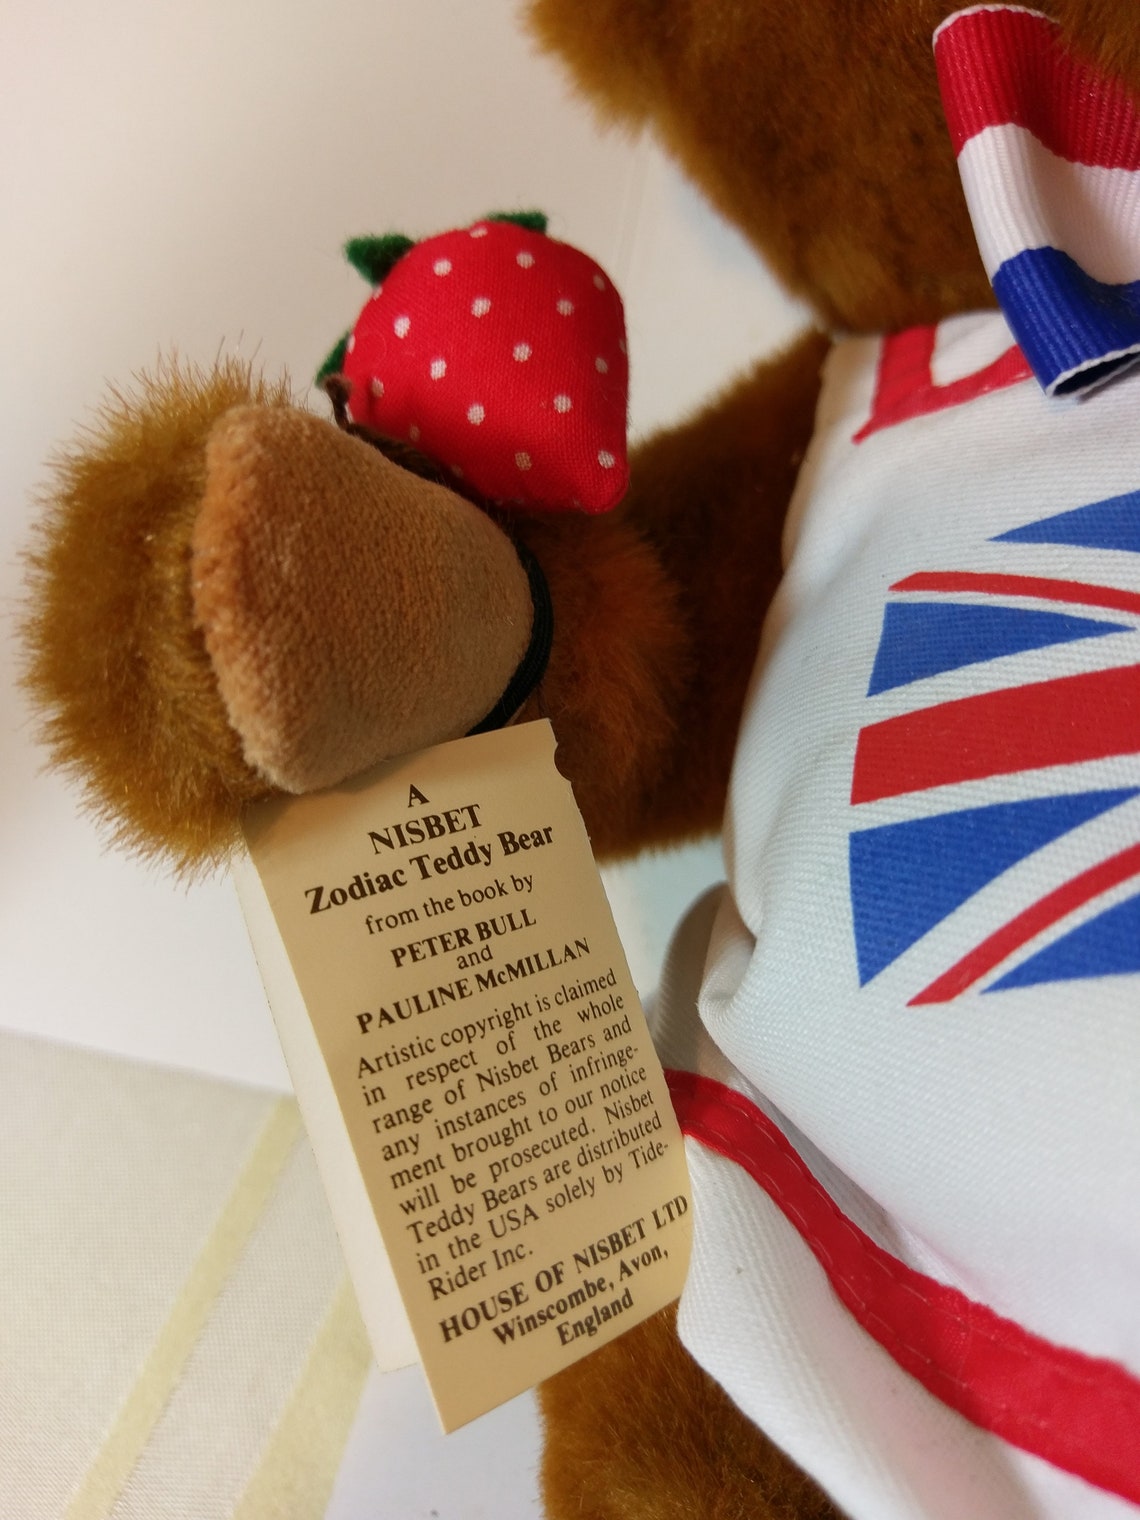 A
NISBET
Zodiac Teddy Bear
from the book by
PETER BULL
and
PAULINE McMILLAN
Artistic copyright is claimed
in respect of the whole
range of Nisbet Bears and
any instances of infringe-
ment brought to our notice
will be prosecuted. Nisbet
Teddy Bears are distributed
in the USA solely by Tide-
Rider Inc.
HOUSE OF NISBET LTD
Winscombe, Avon,
England